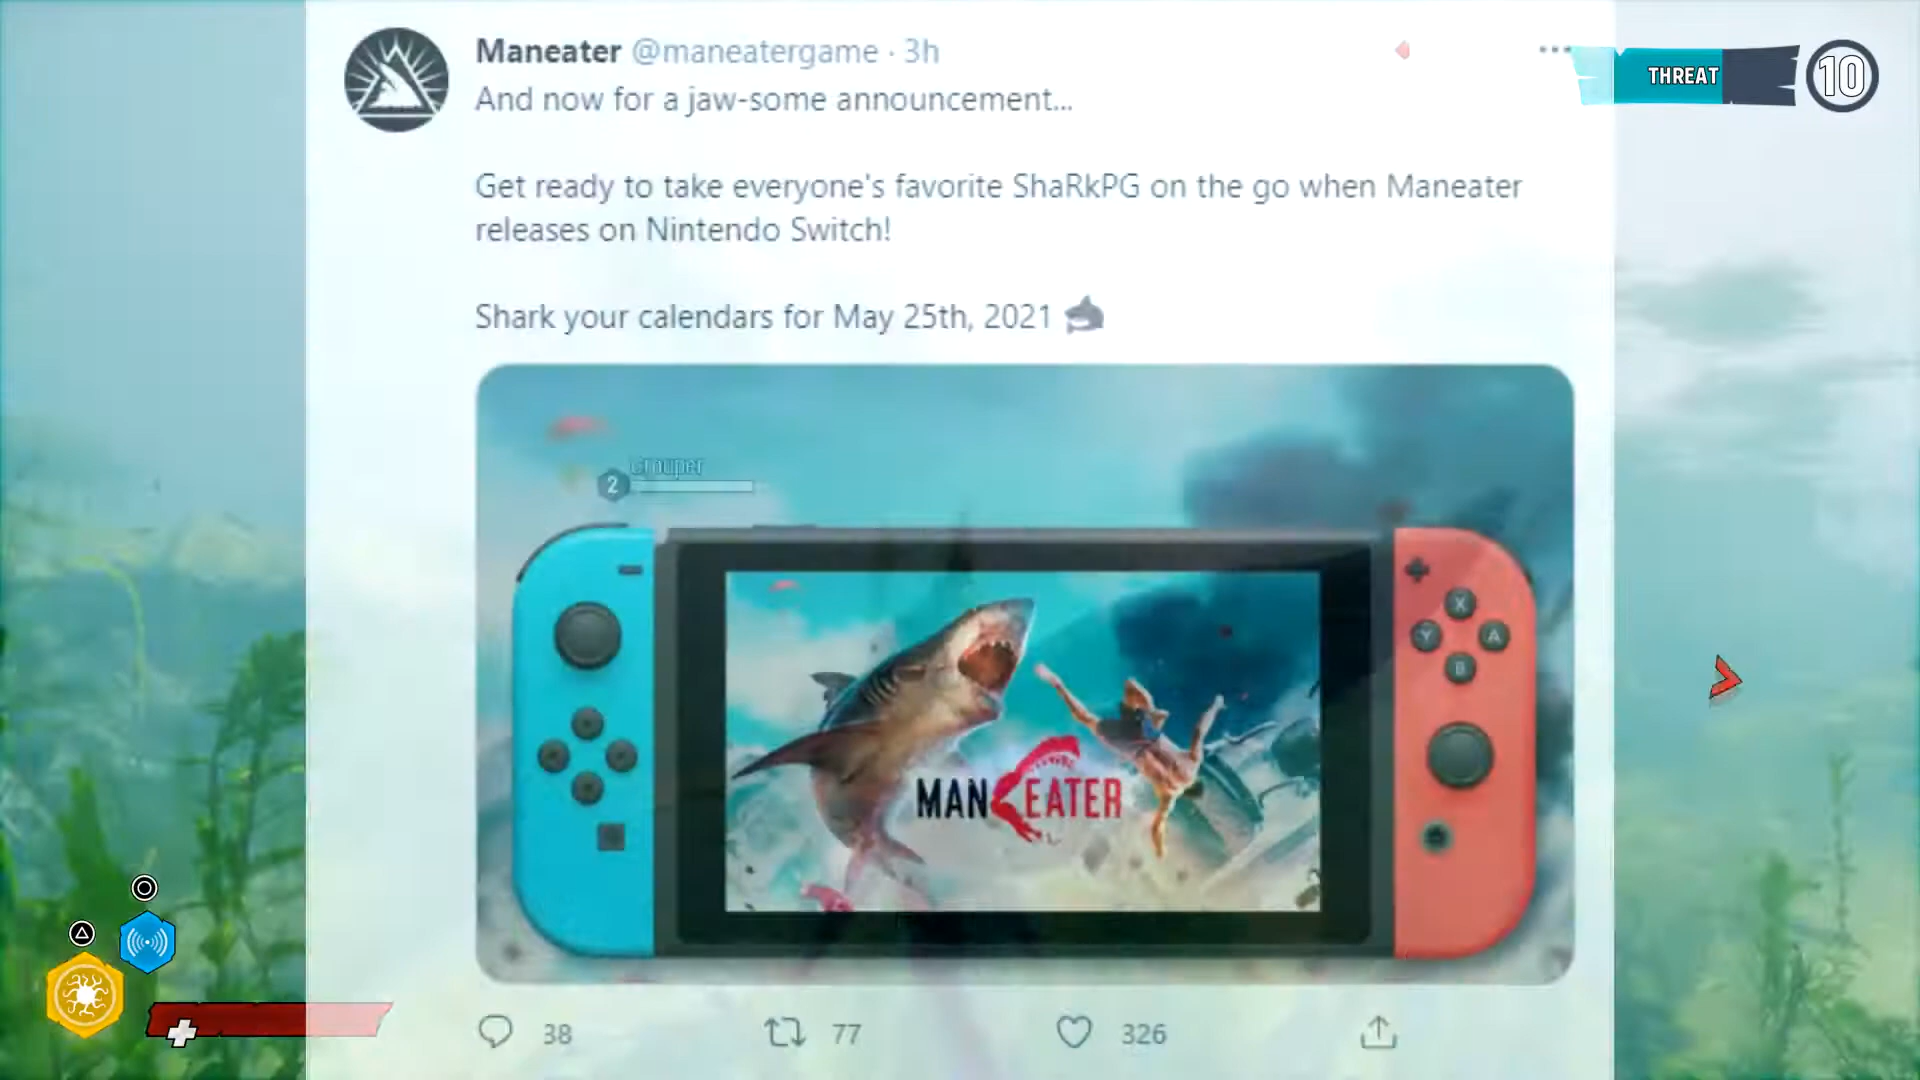 Maneater @maneatergame · 3h
And now for a jaw-some announcement...
Get ready to take everyone's favorite ShaRkPG on the go when Maneater
releases on Nintendo Switch!
Shark your calendars for May 25th, 2021
THREAT 10
Grouper
2
X
Y A
B
MANEATER
38 77 326